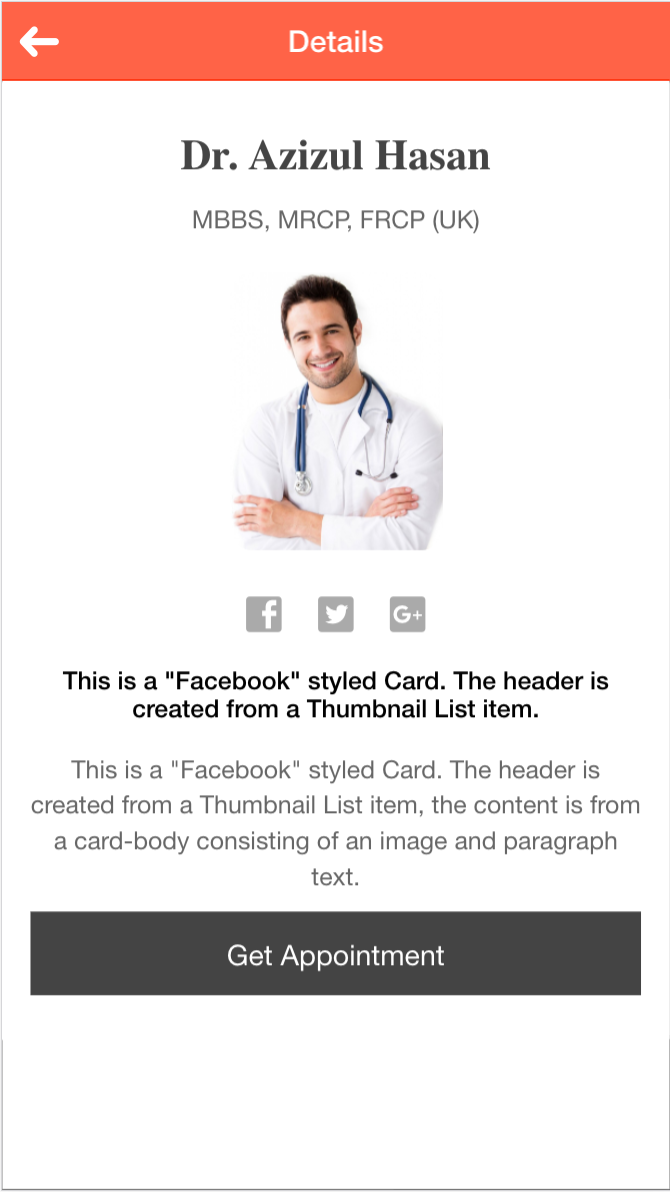 Details
Dr. Azizul Hasan
MBBS, MRCP, FRCP (UK)
f
G+
This is a "Facebook" styled Card. The header is
created from a Thumbnail List item.
This is a "Facebook" styled Card. The header is
created from a Thumbnail List item, the content is from
a card-body consisting of an image and paragraph
text.
Get Appointment